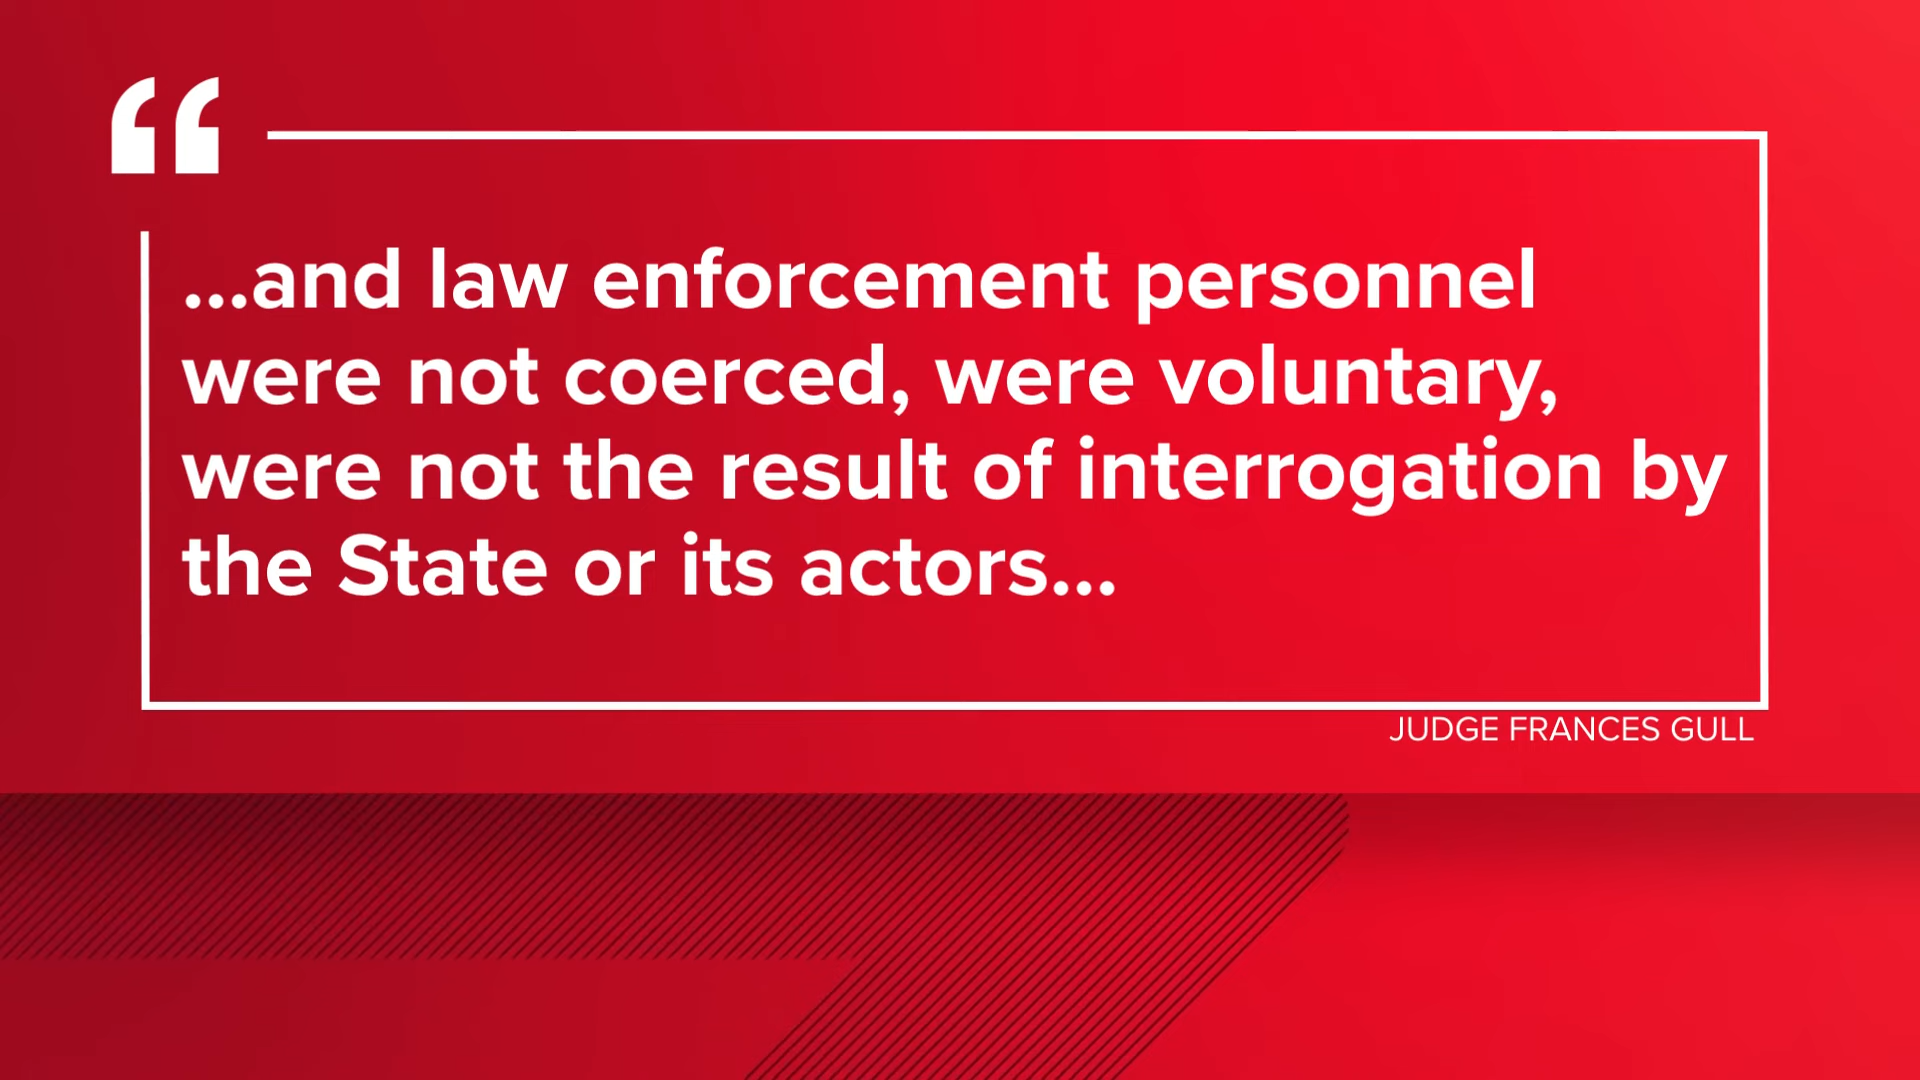 “
...and law enforcement personnel
were not coerced, were voluntary,
were not the result of interrogation by
the State or its actors...
JUDGE FRANCES GULL